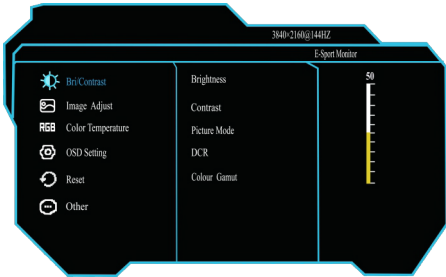 3840×2160@144HZ
E-Sport Monitor
Bri/Contrast
Image Adjust
RGB Color Temperature
OSD Setting
Reset
Other
Brightness
Contrast
Picture Mode
DCR
Colour Gamut
50